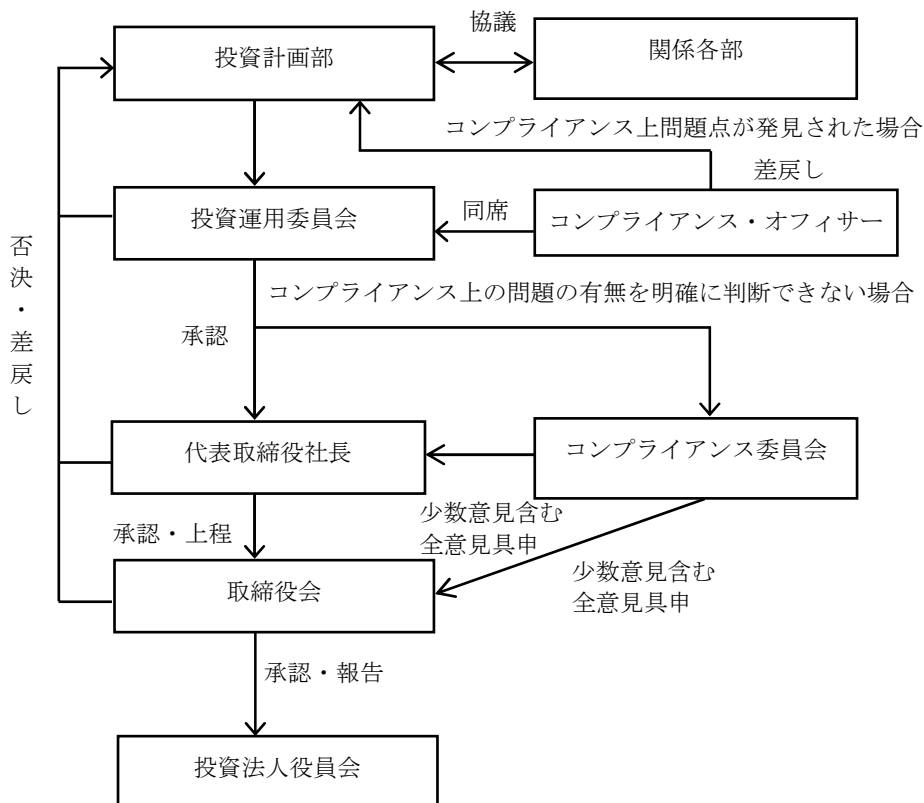 協議
投資計画部
関係各部
コンプライアンス上問題点が発見された場合
差戻し
投資運用委員会
同席
コンプライアンス・オフィサー
否決・差戻し
コンプライアンス上の問題の有無を明確に判断できない場合
承認
代表取締役社長
コンプライアンス委員会
承認・上程
少数意見含む
全意見具申
少数意見含む
全意見具申
取締役会
承認・報告
投資法人役員会